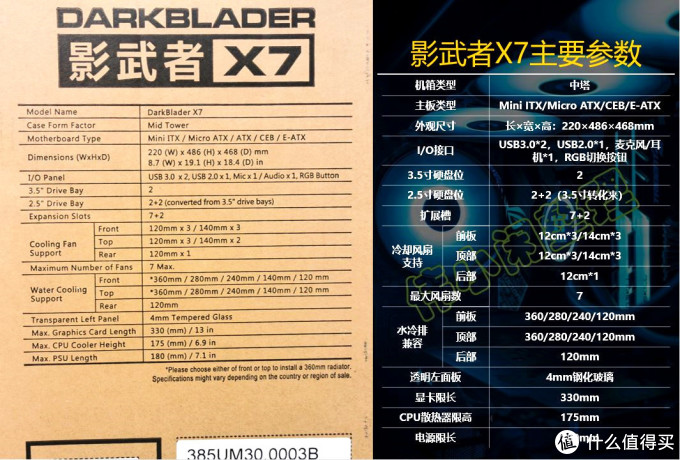 DARKBLADER
影武者 X7
Model Name DarkBlader X7
Case Form Factor Mid Tower
Motherboard Type Mini ITX / Micro ATX / ATX / CEB / E-ATX
Dimensions (WxHxD) 220 (W) x 486 (H) x 468 (D) mm
8.7 (W) x 19.1 (H) x 18.4 (D) in
I/O Panel USB 3.0 x 2, USB 2.0 x 1, Mic x 1 / Audio x 1, RGB Button
3.5" Drive Bay 2
2.5" Drive Bay 2+2 (converted from 3.5" drive bays)
Expansion Slots 7+2
Cooling Fan Support Front 120mm x 3 / 140mm x 3
Top 120mm x 3 / 140mm x 2
Rear 120mm x 1
Maximum Number of Fans 7 Max.
Water Cooling Support Front *360mm / 280mm / 240mm / 140mm / 120 mm
Top *360mm / 280mm / 240mm / 140mm / 120 mm
Rear 120mm
Transparent Left Panel 4mm Tempered Glass
Max. Graphics Card Length 330 (mm) / 13 in
Max. CPU Cooler Height 175 (mm) / 6.9 in
Max. PSU Length 180 (mm) / 7.1 in
*Please choose either of front or top to install a 360mm radiator.
Specifications might vary depending on the country or region of sale.
385UM30.0003B
影武者X7主要参数
机箱类型 中塔
主板类型 Mini ITX/Micro ATX/CEB/E-ATX
外观尺寸 长×宽×高：220×486×468mm
I/O接口 USB3.0*2，USB2.0*1，麦克风/耳
机*1，RGB切换按钮
3.5寸硬盘位 2
2.5寸硬盘位 2+2（3.5寸转化来）
扩展槽 7+2
冷却风扇支持 前板 12cm*3/14cm*3
顶部 12cm*3/14cm*3
后部 12cm*1
最大风扇数 7
水冷排兼容 前板 360/280/240/120mm
顶部 360/280/240/120mm
后部 120mm
透明左面板 4mm钢化玻璃
显卡限长 330mm
CPU散热器限高 175mm
电源限长
值 什么值得买